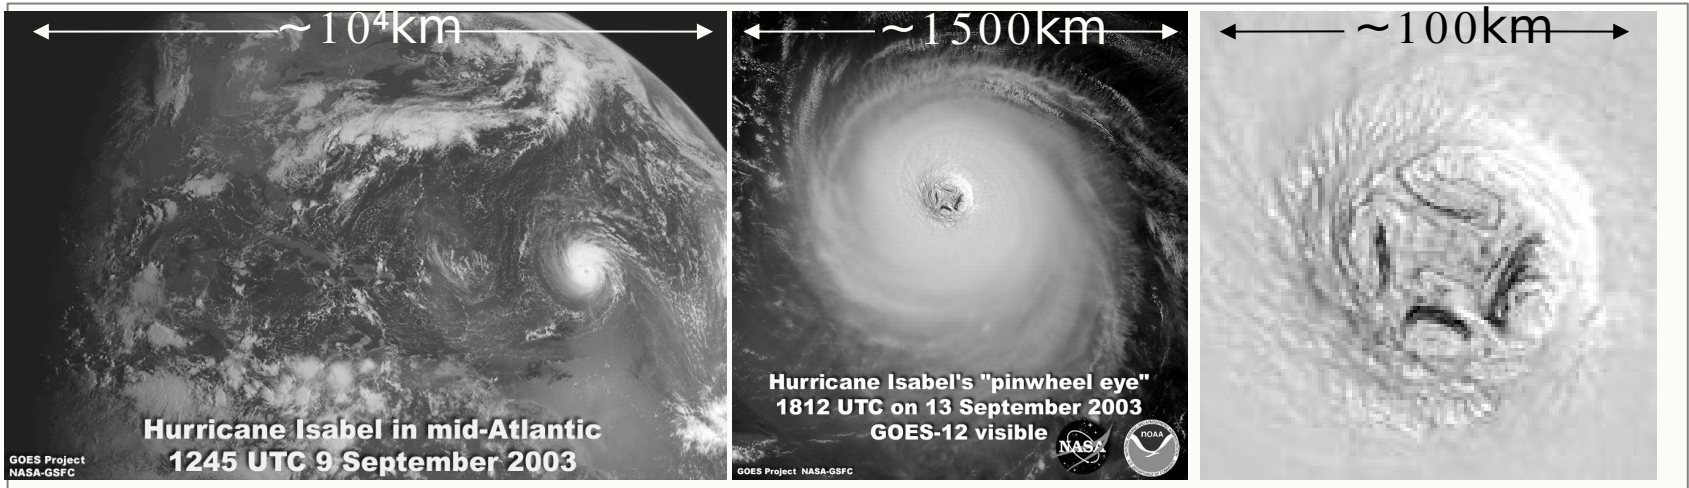 ~10⁴km
Hurricane Isabel in mid-Atlantic
1245 UTC 9 September 2003
GOES Project
NASA-GSFC
~1500km
Hurricane Isabel's "pinwheel eye"
1812 UTC on 13 September 2003
GOES-12 visible
NASA
NOAA
GOES Project NASA-GSFC
~100km